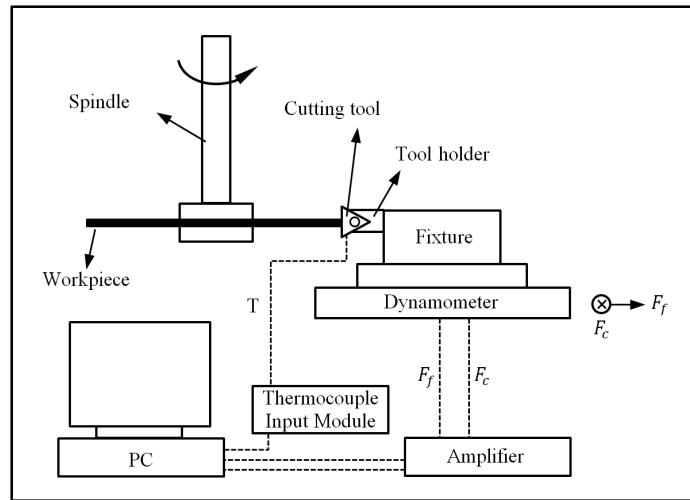 Spindle
Cutting tool
Tool holder
Fixture
Workpiece
Dynamometer
F_f
F_c
T
F_f
F_c
Thermocouple
Input Module
PC
Amplifier